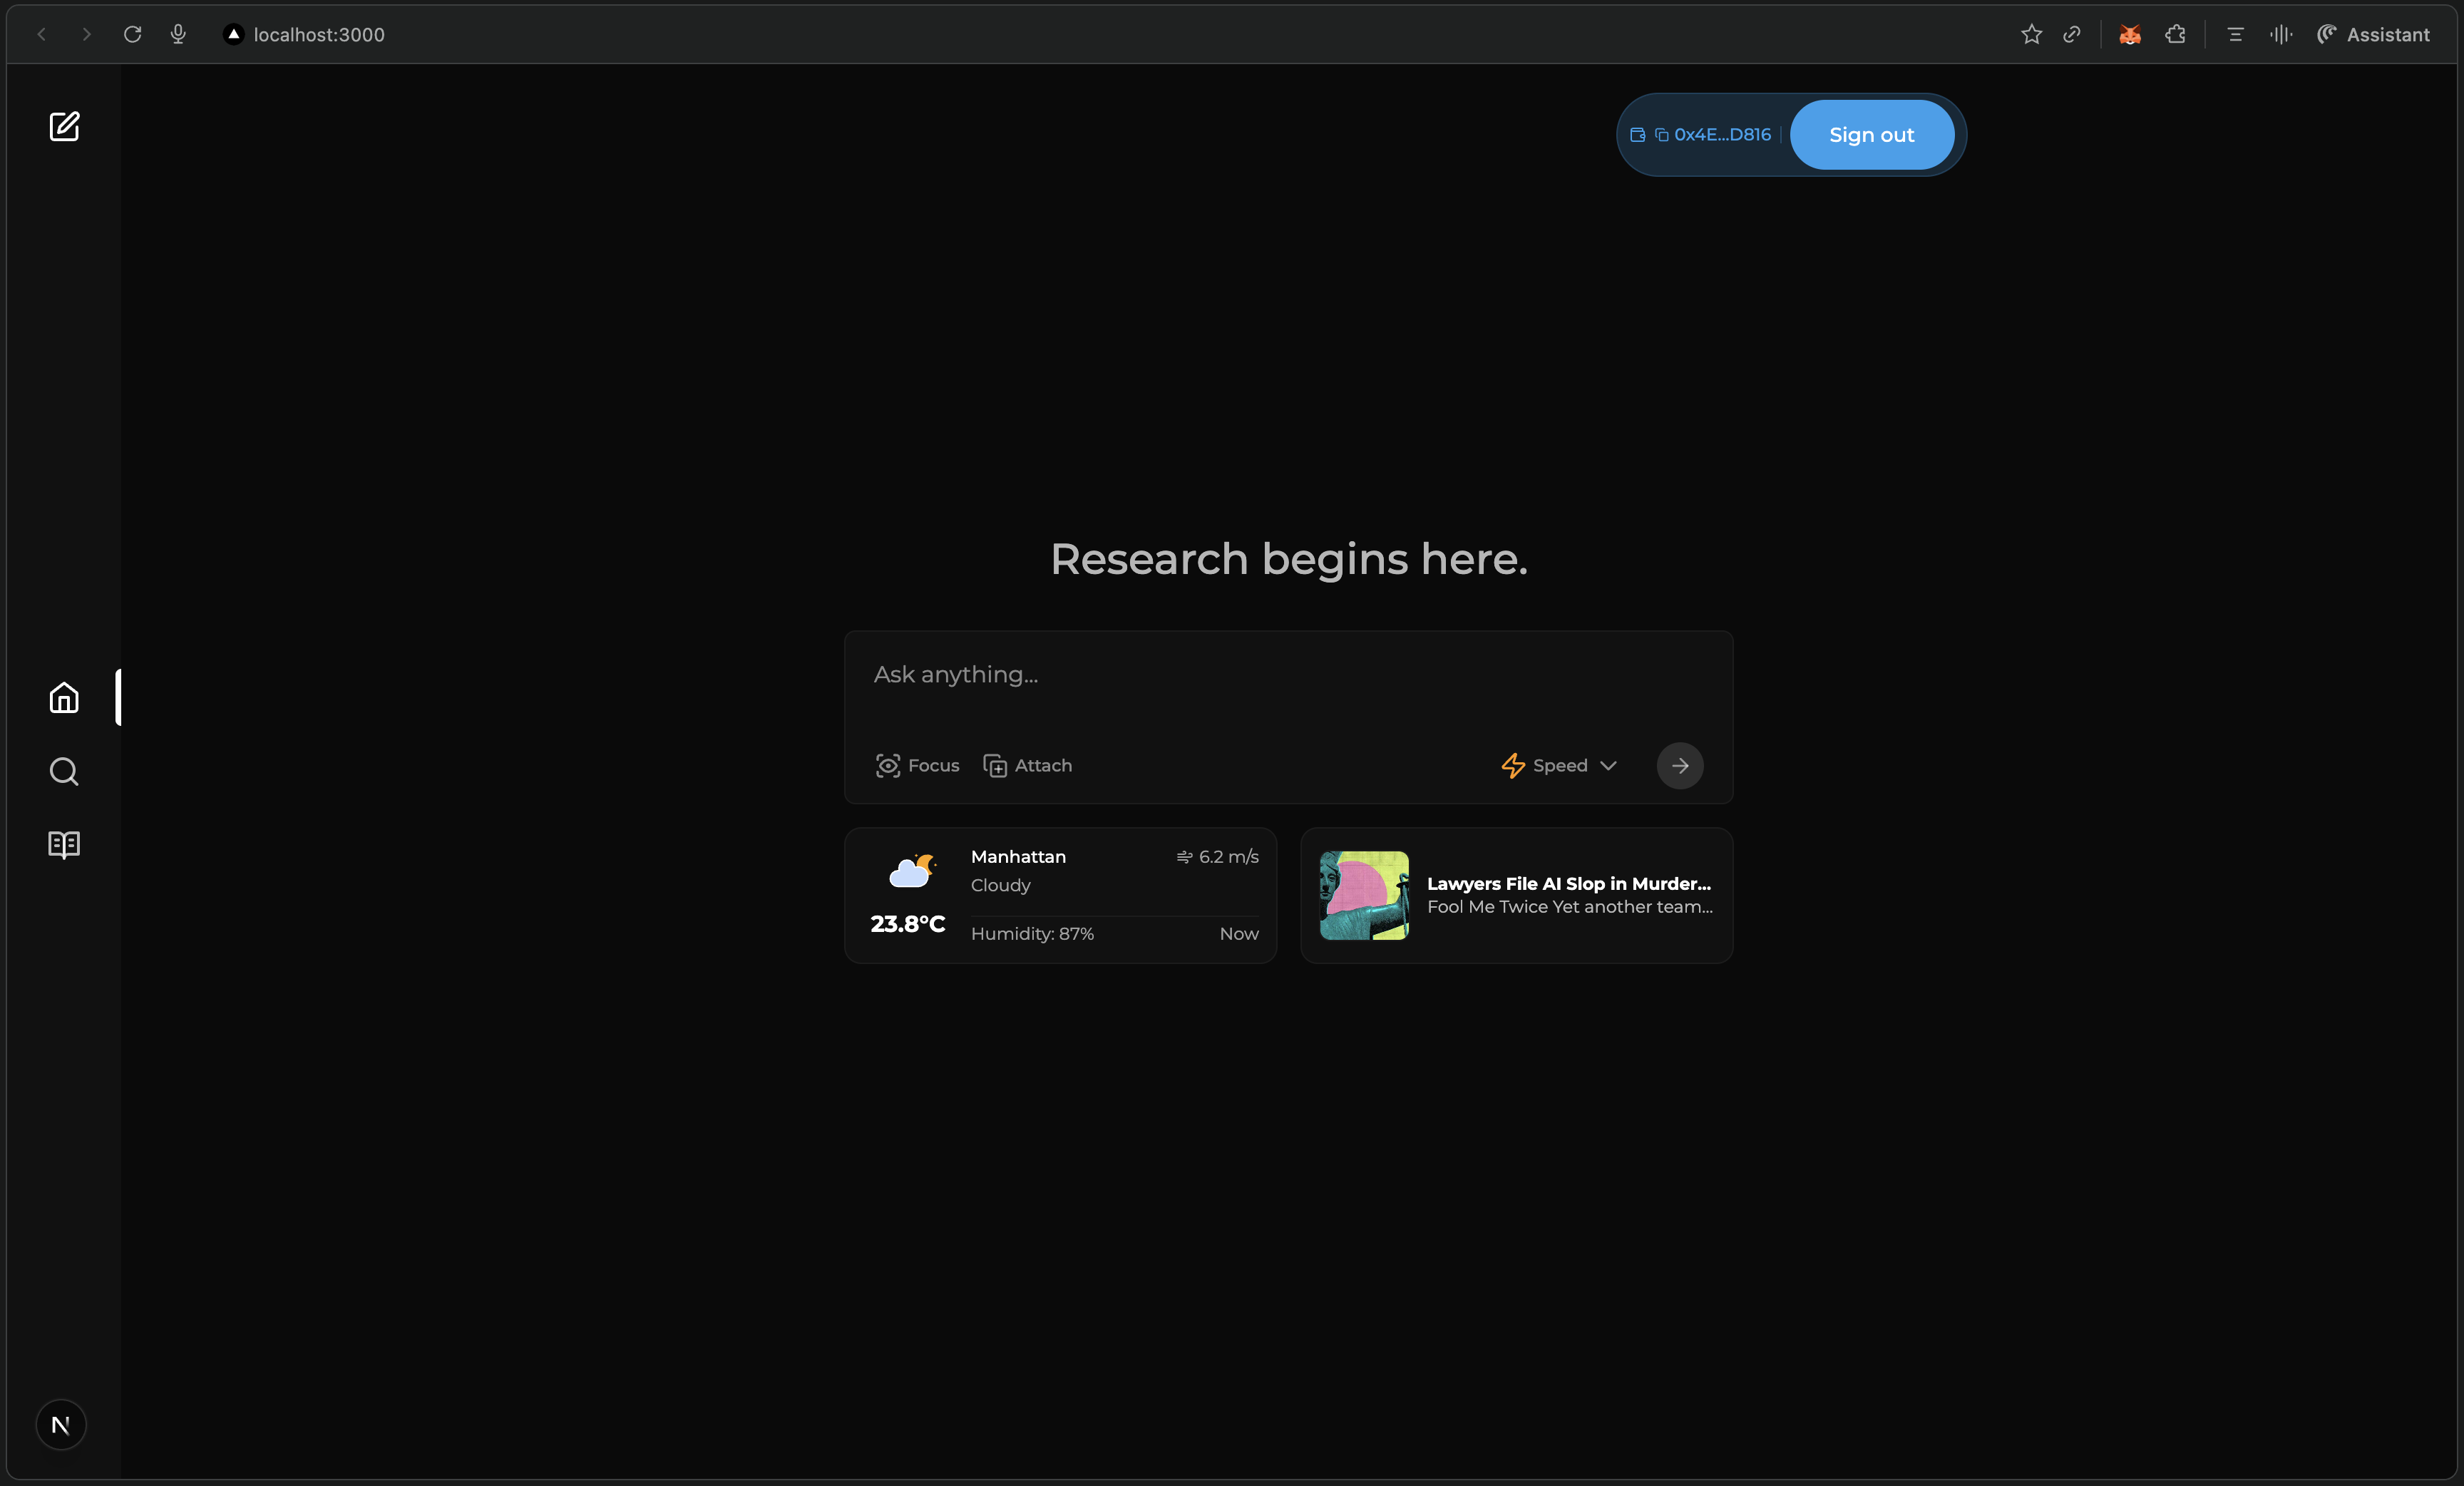 localhost:3000
Assistant
0x4E...D816
Sign out
Research begins here.
Ask anything...
Focus
Attach
Speed
Manhattan
6.2 m/s
Cloudy
23.8°C
Humidity: 87%
Now
Lawyers File AI Slop in Murder...
Fool Me Twice Yet another team...
N